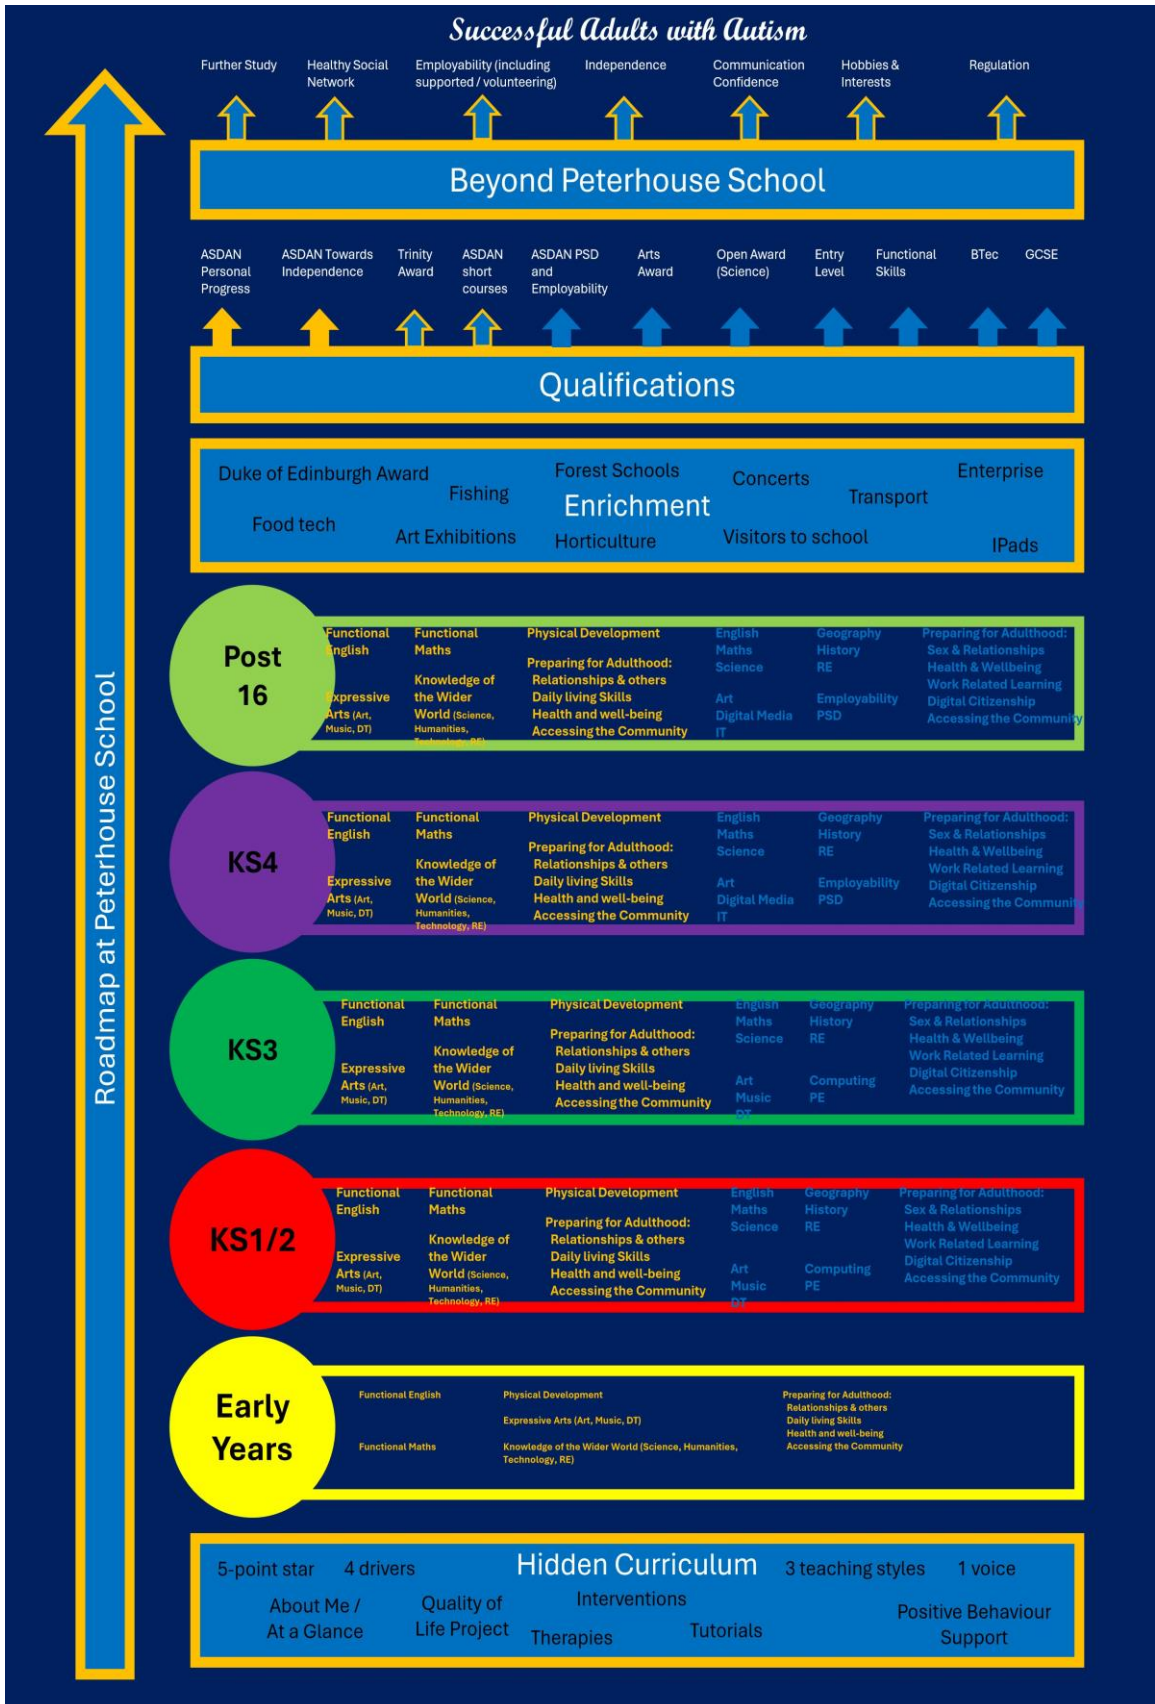 Successful Adults with Autism
Further Study
Healthy Social
Network
Employability (including
supported / volunteering)
Independence
Communication
Confidence
Hobbies &
Interests
Regulation
Beyond Peterhouse School
ASDAN
Personal
Progress
ASDAN Towards
Independence
Trinity
Award
ASDAN
short
courses
ASDAN PSD
and
Employability
Arts
Award
Open Award
(Science)
Entry
Level
Functional
Skills
BTec
GCSE
Qualifications
Duke of Edinburgh Award
Fishing
Forest Schools
Concerts
Transport
Enterprise
Enrichment
Food tech
Art Exhibitions
Horticulture
Visitors to school
IPads
Roadmap at Peterhouse School
Post
16
Functional
English
Expressive
Arts (Art,
Music, DT)
Functional
Maths
Knowledge of
the Wider
World (Science,
Humanities,
Technology, RE)
Physical Development
Preparing for Adulthood:
Relationships & others
Daily living Skills
Health and well-being
Accessing the Community
English
Maths
Science
Art
Digital Media
IT
Geography
History
RE
Employability
PSD
Preparing for Adulthood:
Sex & Relationships
Health & Wellbeing
Work Related Learning
Digital Citizenship
Accessing the Community
KS4
Functional
English
Expressive
Arts (Art,
Music, DT)
Functional
Maths
Knowledge of
the Wider
World (Science,
Humanities,
Technology, RE)
Physical Development
Preparing for Adulthood:
Relationships & others
Daily living Skills
Health and well-being
Accessing the Community
English
Maths
Science
Art
Digital Media
IT
Geography
History
RE
Employability
PSD
Preparing for Adulthood:
Sex & Relationships
Health & Wellbeing
Work Related Learning
Digital Citizenship
Accessing the Community
KS3
Functional
English
Expressive
Arts (Art,
Music, DT)
Functional
Maths
Knowledge of
the Wider
World (Science,
Humanities,
Technology, RE)
Physical Development
Preparing for Adulthood:
Relationships & others
Daily living Skills
Health and well-being
Accessing the Community
English
Maths
Science
Art
Music
DT
Geography
History
RE
Computing
PE
Preparing for Adulthood:
Sex & Relationships
Health & Wellbeing
Work Related Learning
Digital Citizenship
Accessing the Community
KS1/2
Functional
English
Expressive
Arts (Art,
Music, DT)
Functional
Maths
Knowledge of
the Wider
World (Science,
Humanities,
Technology, RE)
Physical Development
Preparing for Adulthood:
Relationships & others
Daily living Skills
Health and well-being
Accessing the Community
English
Maths
Science
Art
Music
DT
Geography
History
RE
Computing
PE
Preparing for Adulthood:
Sex & Relationships
Health & Wellbeing
Work Related Learning
Digital Citizenship
Accessing the Community
Early
Years
Functional English
Functional Maths
Physical Development
Expressive Arts (Art, Music, DT)
Knowledge of the Wider World (Science, Humanities,
Technology, RE)
Preparing for Adulthood:
Relationships & others
Daily living Skills
Health and well-being
Accessing the Community
Hidden Curriculum
5-point star
4 drivers
3 teaching styles
1 voice
About Me /
At a Glance
Quality of
Life Project
Interventions
Therapies
Tutorials
Positive Behaviour
Support